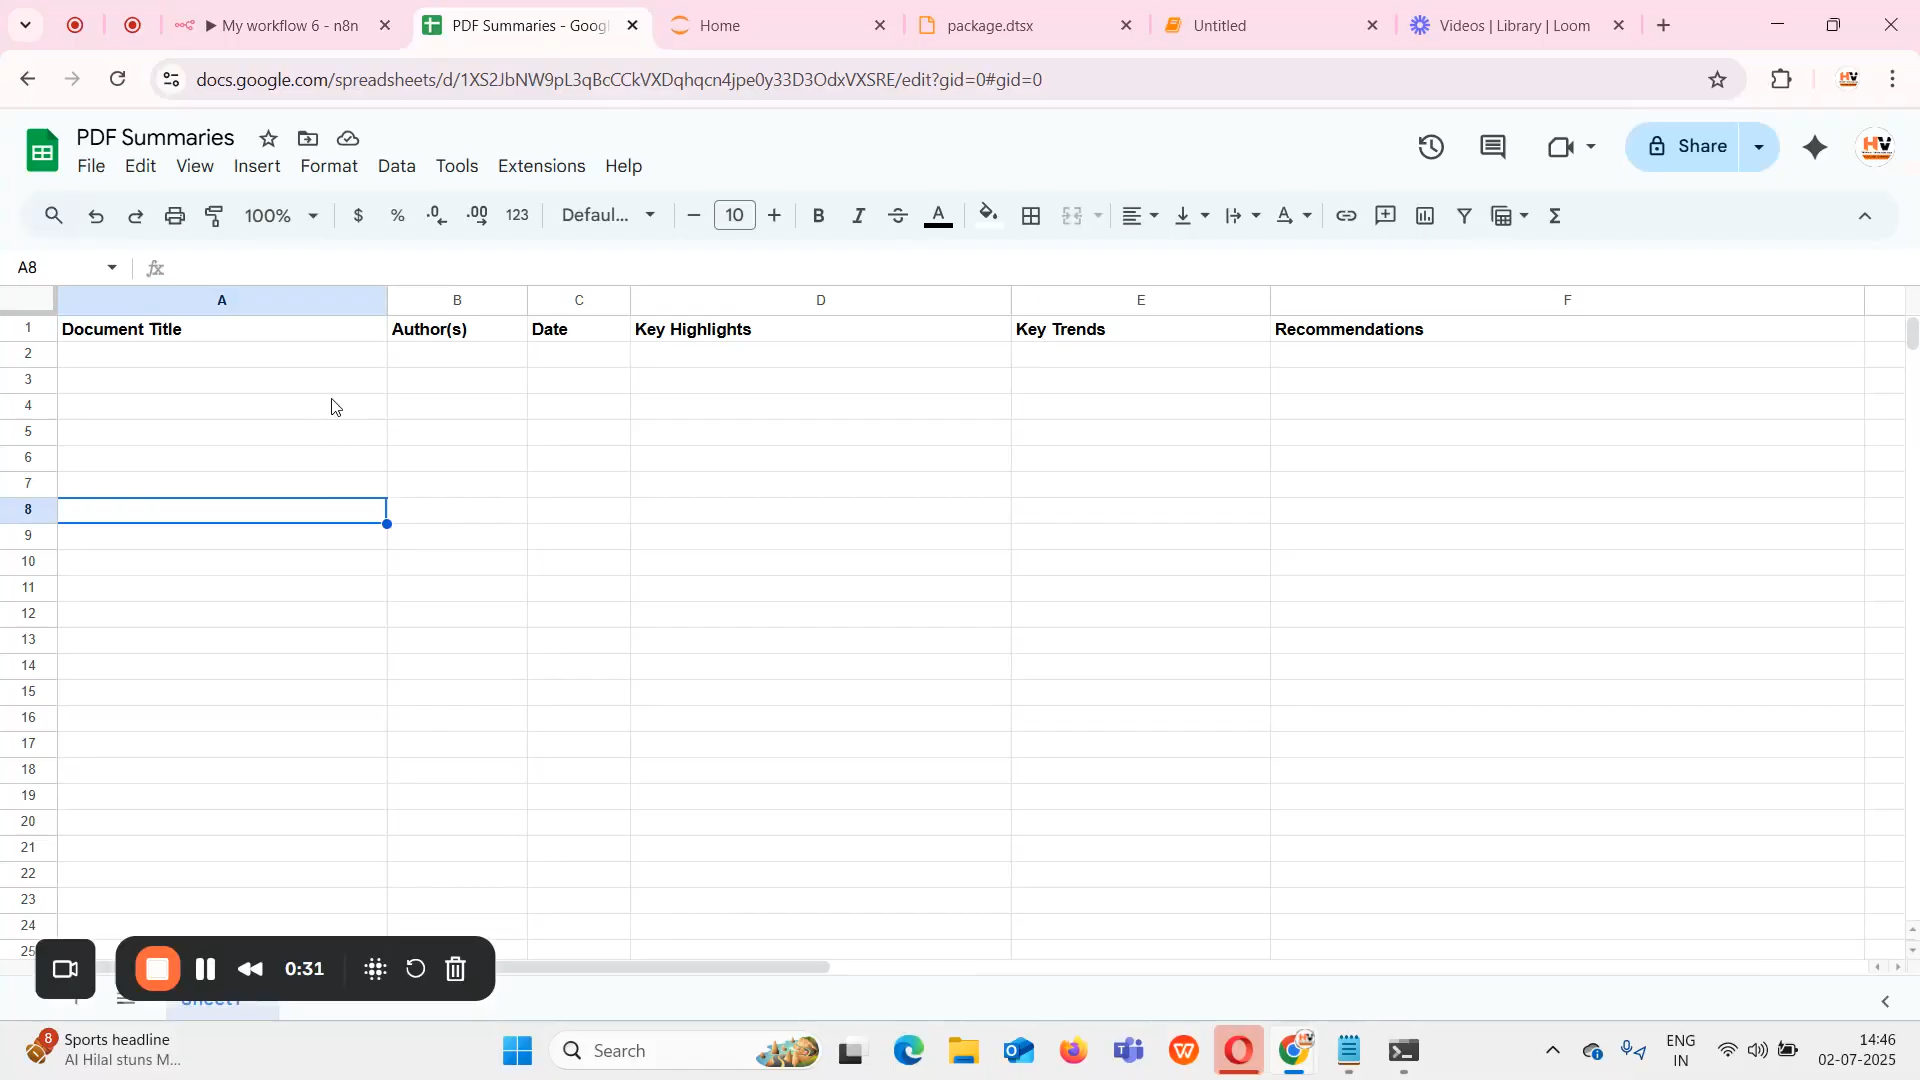 My workflow 6 - n8n
PDF Summaries - Googl
Home
package.dtsx
Untitled
Videos | Library | Loom
docs.google.com/spreadsheets/d/1XS2JbNW9pL3qBcCCkVXDqhqcn4jpe0y33D3OdxVXSRE/edit?gid=0#gid=0
PDF Summaries
File Edit View Insert Format Data Tools Extensions Help
Share
100% $ % .0 .00 123 Defaul... 10 B I A
A8 fx
A B C D E F
1 Document Title Author(s) Date Key Highlights Key Trends Recommendations
2
3
4
5
6
7
8
9
10
11
12
13
14
15
16
17
18
19
20
21
22
23
24
25
0:31
Sheet1
8 Sports headline
Al Hilal stuns M...
Search
ENG
IN
14:46
02-07-2025